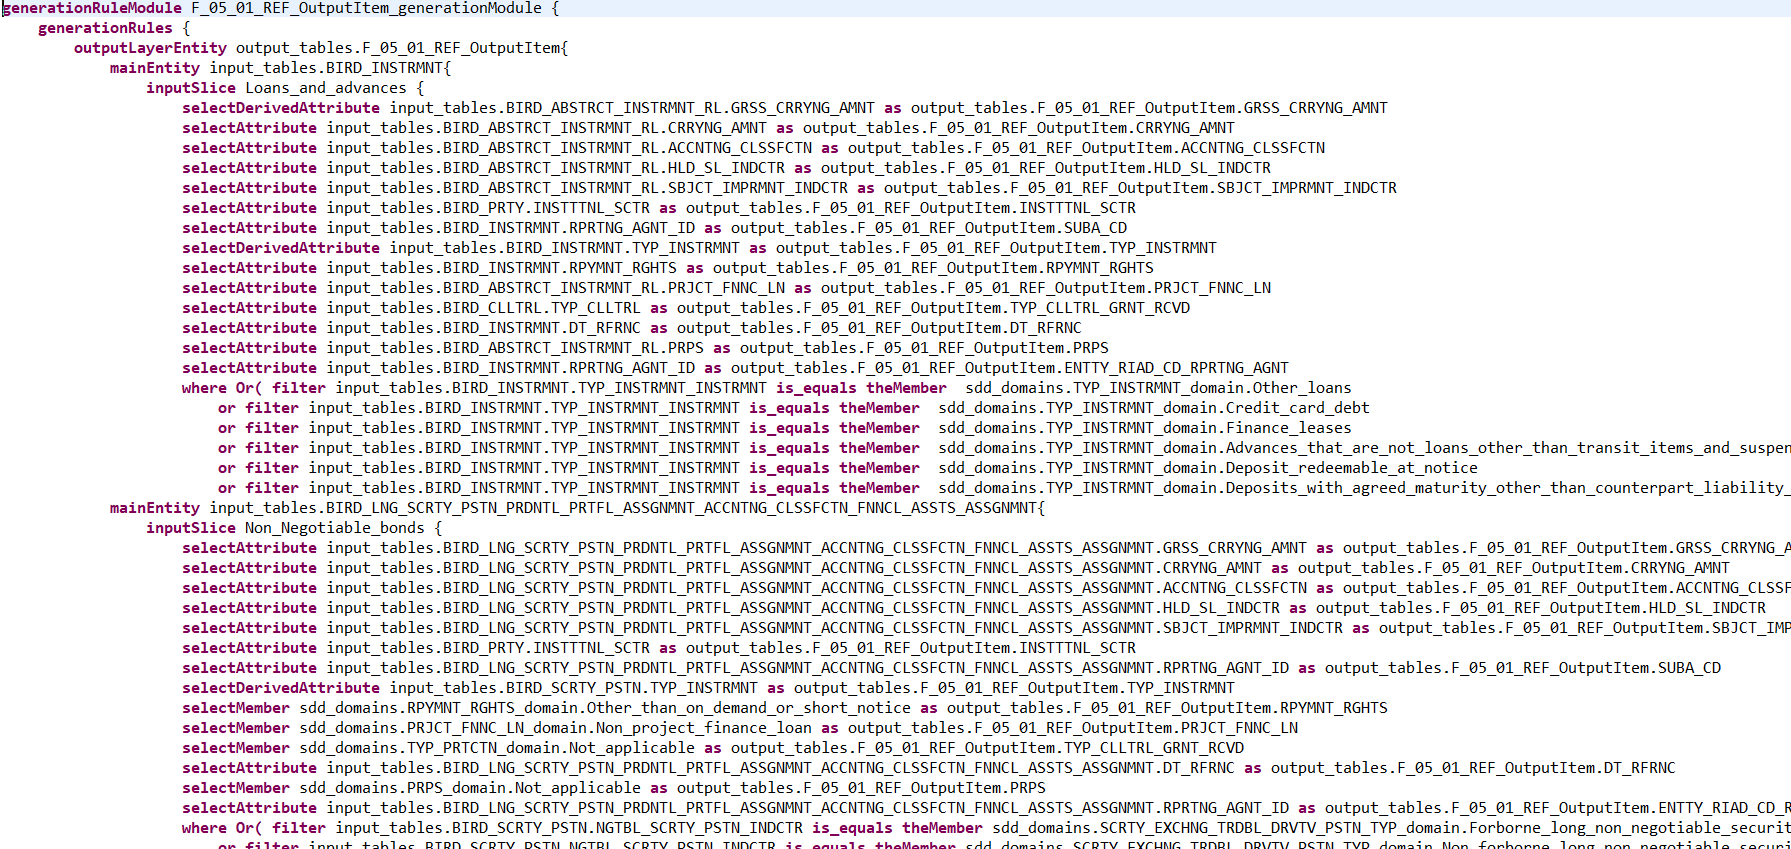 generationRuleModule F_05_01_REF_OutputItem_generationModule {
generationRules {
outputLayerEntity output_tables.F_05_01_REF_OutputItem{
mainEntity input_tables.BIRD_INSTRMNT{
inputSlice Loans_and_advances {
selectDerivedAttribute input_tables.BIRD_ABSTRCT_INSTRMNT_RL.GRSS_CRRYNG_AMNT as output_tables.F_05_01_REF_OutputItem.GRSS_CRRYNG_AMNT
selectAttribute input_tables.BIRD_ABSTRCT_INSTRMNT_RL.CRRYNG_AMNT as output_tables.F_05_01_REF_OutputItem.CRRYNG_AMNT
selectAttribute input_tables.BIRD_ABSTRCT_INSTRMNT_RL.ACCNTNG_CLSSFCTN as output_tables.F_05_01_REF_OutputItem.ACCNTNG_CLSSFCTN
selectAttribute input_tables.BIRD_ABSTRCT_INSTRMNT_RL.HLD_SL_INDCTR as output_tables.F_05_01_REF_OutputItem.HLD_SL_INDCTR
selectAttribute input_tables.BIRD_ABSTRCT_INSTRMNT_RL.SBJCT_IMPRMNT_INDCTR as output_tables.F_05_01_REF_OutputItem.SBJCT_IMPRMNT_INDCTR
selectAttribute input_tables.BIRD_PRTY.INSTTTNL_SCTR as output_tables.F_05_01_REF_OutputItem.INSTTTNL_SCTR
selectAttribute input_tables.BIRD_INSTRMNT.RPRTNG_AGNT_ID as output_tables.F_05_01_REF_OutputItem.SUBA_CD
selectDerivedAttribute input_tables.BIRD_INSTRMNT.TYP_INSTRMNT as output_tables.F_05_01_REF_OutputItem.TYP_INSTRMNT
selectAttribute input_tables.BIRD_INSTRMNT.RPYMNT_RGHTS as output_tables.F_05_01_REF_OutputItem.RPYMNT_RGHTS
selectAttribute input_tables.BIRD_ABSTRCT_INSTRMNT_RL.PRJCT_FNNC_LN as output_tables.F_05_01_REF_OutputItem.PRJCT_FNNC_LN
selectAttribute input_tables.BIRD_CLLTRL.TYP_CLLTRL as output_tables.F_05_01_REF_OutputItem.TYP_CLLTRL_GRNT_RCVD
selectAttribute input_tables.BIRD_INSTRMNT.DT_RFRNC as output_tables.F_05_01_REF_OutputItem.DT_RFRNC
selectAttribute input_tables.BIRD_ABSTRCT_INSTRMNT_RL.PRPS as output_tables.F_05_01_REF_OutputItem.PRPS
selectAttribute input_tables.BIRD_INSTRMNT.RPRTNG_AGNT_ID as output_tables.F_05_01_REF_OutputItem.ENTTY_RIAD_CD_RPRTNG_AGNT
where Or( filter input_tables.BIRD_INSTRMNT.TYP_INSTRMNT_INSTRMNT is_equals theMember sdd_domains.TYP_INSTRMNT_domain.Other_loans
or filter input_tables.BIRD_INSTRMNT.TYP_INSTRMNT_INSTRMNT is_equals theMember sdd_domains.TYP_INSTRMNT_domain.Credit_card_debt
or filter input_tables.BIRD_INSTRMNT.TYP_INSTRMNT_INSTRMNT is_equals theMember sdd_domains.TYP_INSTRMNT_domain.Finance_leases
or filter input_tables.BIRD_INSTRMNT.TYP_INSTRMNT_INSTRMNT is_equals theMember sdd_domains.TYP_INSTRMNT_domain.Advances_that_are_not_loans_other_than_transit_items_and_suspen
or filter input_tables.BIRD_INSTRMNT.TYP_INSTRMNT_INSTRMNT is_equals theMember sdd_domains.TYP_INSTRMNT_domain.Deposit_redeemable_at_notice
or filter input_tables.BIRD_INSTRMNT.TYP_INSTRMNT_INSTRMNT is_equals theMember sdd_domains.TYP_INSTRMNT_domain.Deposits_with_agreed_maturity_other_than_counterpart_liability_
mainEntity input_tables.BIRD_LNG_SCRTY_PSTN_PRDNTL_PRTFL_ASSGNMNT_ACCNTNG_CLSSFCTN_FNNCL_ASSTS_ASSGNMNT{
inputSlice Non_Negotiable_bonds {
selectAttribute input_tables.BIRD_LNG_SCRTY_PSTN_PRDNTL_PRTFL_ASSGNMNT_ACCNTNG_CLSSFCTN_FNNCL_ASSTS_ASSGNMNT.GRSS_CRRYNG_AMNT as output_tables.F_05_01_REF_OutputItem.GRSS_CRRYNG_A
selectAttribute input_tables.BIRD_LNG_SCRTY_PSTN_PRDNTL_PRTFL_ASSGNMNT_ACCNTNG_CLSSFCTN_FNNCL_ASSTS_ASSGNMNT.CRRYNG_AMNT as output_tables.F_05_01_REF_OutputItem.CRRYNG_AMNT
selectAttribute input_tables.BIRD_LNG_SCRTY_PSTN_PRDNTL_PRTFL_ASSGNMNT_ACCNTNG_CLSSFCTN_FNNCL_ASSTS_ASSGNMNT.ACCNTNG_CLSSFCTN as output_tables.F_05_01_REF_OutputItem.ACCNTNG_CLSSF
selectAttribute input_tables.BIRD_LNG_SCRTY_PSTN_PRDNTL_PRTFL_ASSGNMNT_ACCNTNG_CLSSFCTN_FNNCL_ASSTS_ASSGNMNT.HLD_SL_INDCTR as output_tables.F_05_01_REF_OutputItem.HLD_SL_INDCTR
selectAttribute input_tables.BIRD_LNG_SCRTY_PSTN_PRDNTL_PRTFL_ASSGNMNT_ACCNTNG_CLSSFCTN_FNNCL_ASSTS_ASSGNMNT.SBJCT_IMPRMNT_INDCTR as output_tables.F_05_01_REF_OutputItem.SBJCT_IMP
selectAttribute input_tables.BIRD_PRTY.INSTTTNL_SCTR as output_tables.F_05_01_REF_OutputItem.INSTTTNL_SCTR
selectAttribute input_tables.BIRD_LNG_SCRTY_PSTN_PRDNTL_PRTFL_ASSGNMNT_ACCNTNG_CLSSFCTN_FNNCL_ASSTS_ASSGNMNT.RPRTNG_AGNT_ID as output_tables.F_05_01_REF_OutputItem.SUBA_CD
selectDerivedAttribute input_tables.BIRD_SCRTY_PSTN.TYP_INSTRMNT as output_tables.F_05_01_REF_OutputItem.TYP_INSTRMNT
selectMember sdd_domains.RPYMNT_RGHTS_domain.Other_than_on_demand_or_short_notice as output_tables.F_05_01_REF_OutputItem.RPYMNT_RGHTS
selectMember sdd_domains.PRJCT_FNNC_LN_domain.Non_project_finance_loan as output_tables.F_05_01_REF_OutputItem.PRJCT_FNNC_LN
selectMember sdd_domains.TYP_PRTCTN_domain.Not_applicable as output_tables.F_05_01_REF_OutputItem.TYP_CLLTRL_GRNT_RCVD
selectAttribute input_tables.BIRD_LNG_SCRTY_PSTN_PRDNTL_PRTFL_ASSGNMNT_ACCNTNG_CLSSFCTN_FNNCL_ASSTS_ASSGNMNT.DT_RFRNC as output_tables.F_05_01_REF_OutputItem.DT_RFRNC
selectMember sdd_domains.PRPS_domain.Not_applicable as output_tables.F_05_01_REF_OutputItem.PRPS
selectAttribute input_tables.BIRD_LNG_SCRTY_PSTN_PRDNTL_PRTFL_ASSGNMNT_ACCNTNG_CLSSFCTN_FNNCL_ASSTS_ASSGNMNT.RPRTNG_AGNT_ID as output_tables.F_05_01_REF_OutputItem.ENTTY_RIAD_CD_R
where Or( filter input_tables.BIRD_SCRTY_PSTN.NGTBL_SCRTY_PSTN_INDCTR is_equals theMember sdd_domains.SCRTY_EXCHNG_TRDBL_DRVTV_PSTN_TYP_domain.Forborne_long_non_negotiable_securit
or filter input_tables.BIRD_SCRTY_PSTN.NGTBL_SCRTY_PSTN_INDCTR is_equals theMember sdd_domains.SCRTY_EXCHNG_TRDBL_DRVTV_PSTN_TYP_domain.Non_forborne_long_non_negotiable_securi